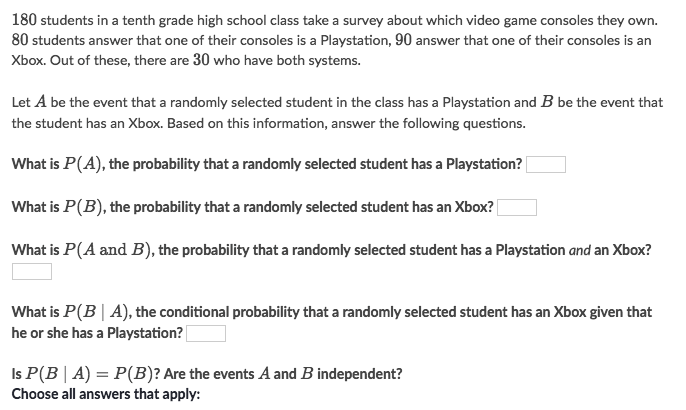 180 students in a tenth grade high school class take a survey about which video game consoles they own.
80 students answer that one of their consoles is a Playstation, 90 answer that one of their consoles is an
Xbox. Out of these, there are 30 who have both systems.
Let A be the event that a randomly selected student in the class has a Playstation and B be the event that
the student has an Xbox. Based on this information, answer the following questions.
What is P(A), the probability that a randomly selected student has a Playstation?
What is P(B), the probability that a randomly selected student has an Xbox?
What is P(A and B), the probability that a randomly selected student has a Playstation and an Xbox?
What is P(B | A), the conditional probability that a randomly selected student has an Xbox given that
he or she has a Playstation?
Is P(B | A) = P(B)? Are the events A and B independent?
Choose all answers that apply: